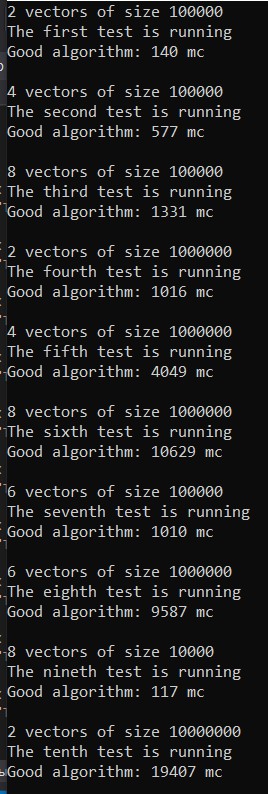 2 vectors of size 100000
The first test is running
Good algorithm: 140 mc
4 vectors of size 100000
The second test is running
Good algorithm: 577 mc
8 vectors of size 100000
The third test is running
Good algorithm: 1331 mc
2 vectors of size 1000000
The fourth test is running
Good algorithm: 1016 mc
4 vectors of size 1000000
The fifth test is running
Good algorithm: 4049 mc
8 vectors of size 1000000
The sixth test is running
Good algorithm: 10629 mc
6 vectors of size 100000
The seventh test is running
Good algorithm: 1010 mc
6 vectors of size 1000000
The eighth test is running
Good algorithm: 9587 mc
8 vectors of size 10000
The nineth test is running
Good algorithm: 117 mc
2 vectors of size 10000000
The tenth test is running
Good algorithm: 19407 mc